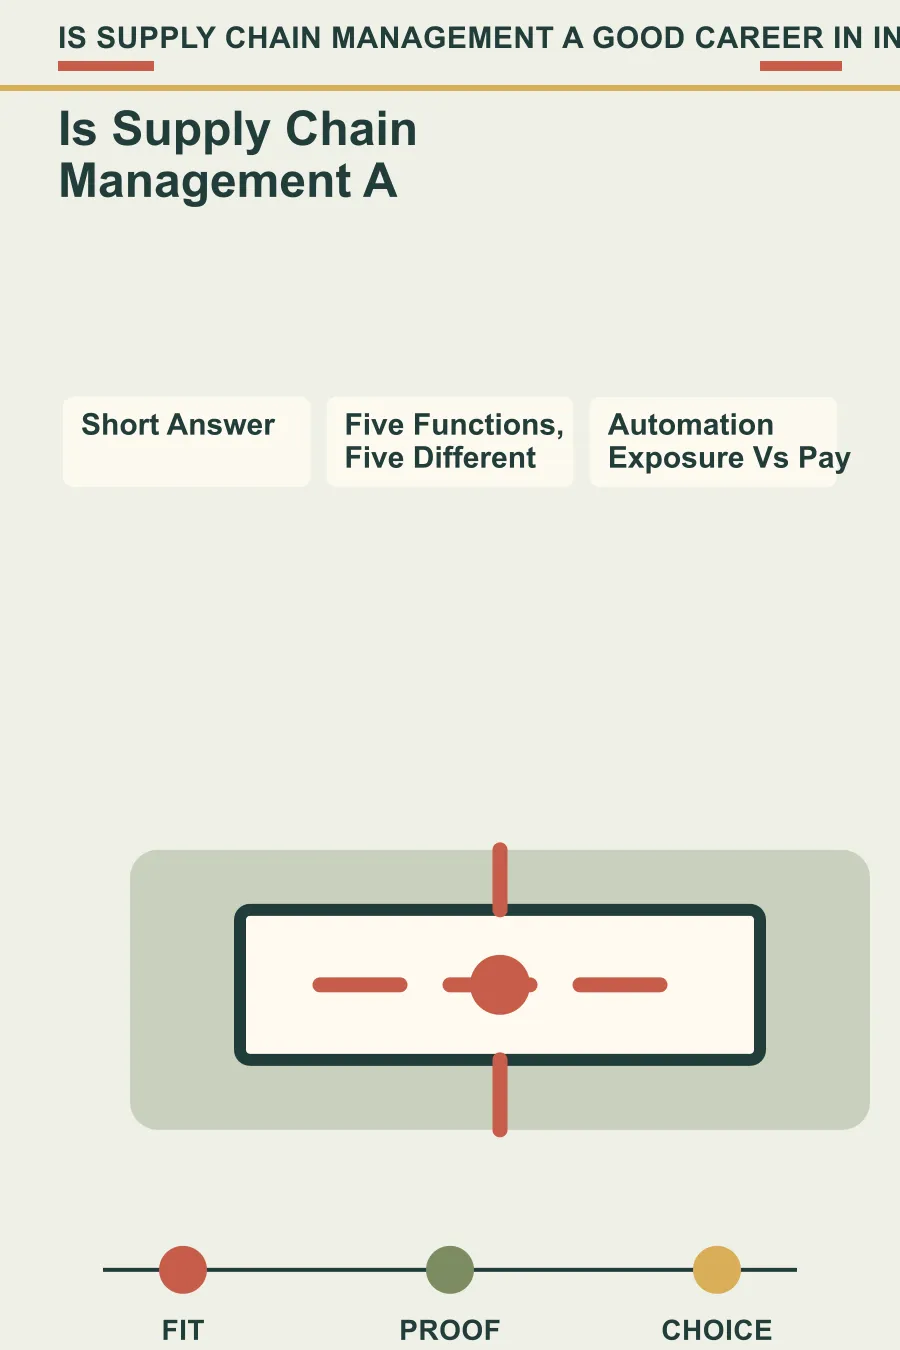 IS SUPPLY CHAIN MANAGEMENT A GOOD CAREER IN IN
Is Supply Chain
Management A
Short Answer
Five Functions,
Five Different
Automation
Exposure Vs Pay
FIT
PROOF
CHOICE